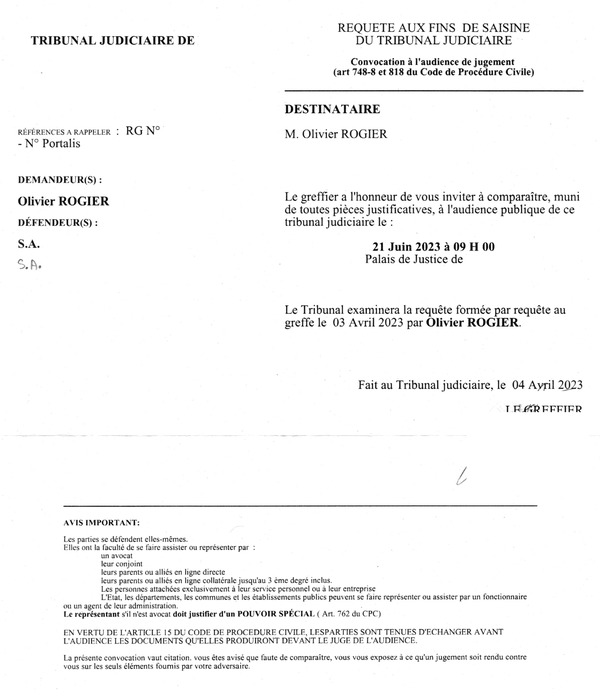 TRIBUNAL JUDICIAIRE DE
REQUETE AUX FINS DE SAISINE
DU TRIBUNAL JUDICIAIRE
Convocation à l'audience de jugement
(art 748-8 et 818 du Code de Procédure Civile)
DESTINATAIRE
M. Olivier ROGIER
RÉFÉRENCES A RAPPELER : RG N°
- N° Portalis
DEMANDEUR(S) :
Olivier ROGIER
DÉFENDEUR(S) :
S.A.
S.A.
Le greffier a l'honneur de vous inviter à comparaître, muni
de toutes pièces justificatives, à l'audience publique de ce
tribunal judiciaire le :
21 Juin 2023 à 09 H 00
Palais de Justice de
Le Tribunal examinera la requête formée par requête au
greffe le 03 Avril 2023 par Olivier ROGIER.
Fait au Tribunal judiciaire, le 04 Avril 2023
LE GREFFIER
AVIS IMPORTANT:
Les parties se défendent elles-mêmes.
Elles ont la faculté de se faire assister ou représenter par :
un avocat
leur conjoint
leurs parents ou alliés en ligne directe
leurs parents ou alliés en ligne collatérale jusqu'au 3 ème degré inclus.
Les personnes attachées exclusivement à leur service personnel ou à leur entreprise
L'Etat, les départements, les communes et les établissements publics peuvent se faire représenter ou assister par un fonctionnaire
ou un agent de leur administration.
Le représentant s'il n'est avocat doit justifier d'un POUVOIR SPÉCIAL ( Art. 762 du CPC)
EN VERTU DE L'ARTICLE 15 DU CODE DE PROCEDURE CIVILE, LESPARTIES SONT TENUES D'ECHANGER AVANT
L'AUDIENCE LES DOCUMENTS QU'ELLES PRODUIRONT DEVANT LE JUGE DE L'AUDIENCE.
La présente convocation vaut citation. vous êtes avisé que faute de comparaître, vous vous exposez à ce qu'un jugement soit rendu contre
vous sur les seuls éléments fournis par votre adversaire.